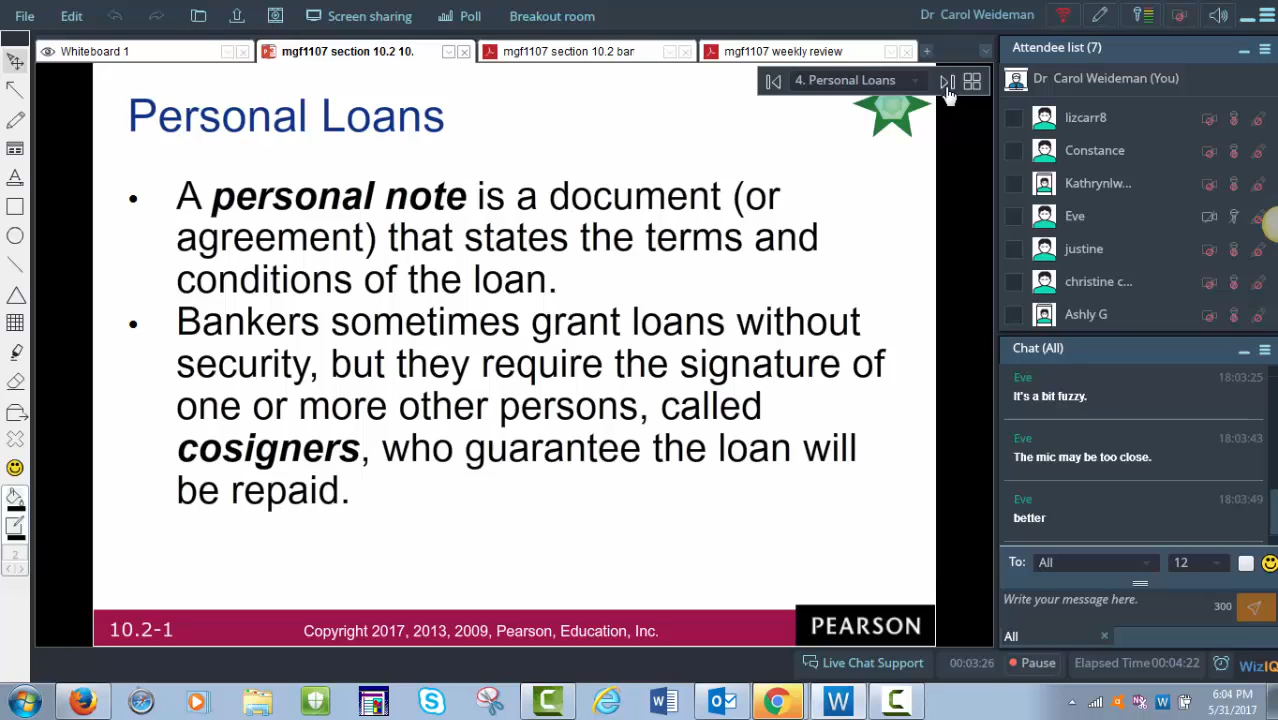 File Edit Screen sharing Poll Breakout room Dr Carol Weideman
Whiteboard 1 mgf1107 section 10.2 10. mgf1107 section 10.2 bar mgf1107 weekly review
4. Personal Loans
Personal Loans
• A personal note is a document (or
agreement) that states the terms and
conditions of the loan.
• Bankers sometimes grant loans without
security, but they require the signature of
one or more other persons, called
cosigners, who guarantee the loan will
be repaid.
10.2-1 Copyright 2017, 2013, 2009, Pearson, Education, Inc. PEARSON
2
Attendee list (7)
Dr Carol Weideman (You)
lizcarr8
Constance
Kathrynlw...
Eve
justine
christine c...
Ashly G
Chat (All)
Eve 18:03:25
It's a bit fuzzy.
Eve 18:03:43
The mic may be too close.
Eve 18:03:49
better
To: All 12
Write your message here. 300
All
Live Chat Support 00:03:26 Pause Elapsed Time 00:04:22 WizIQ
6:04 PM
5/31/2017